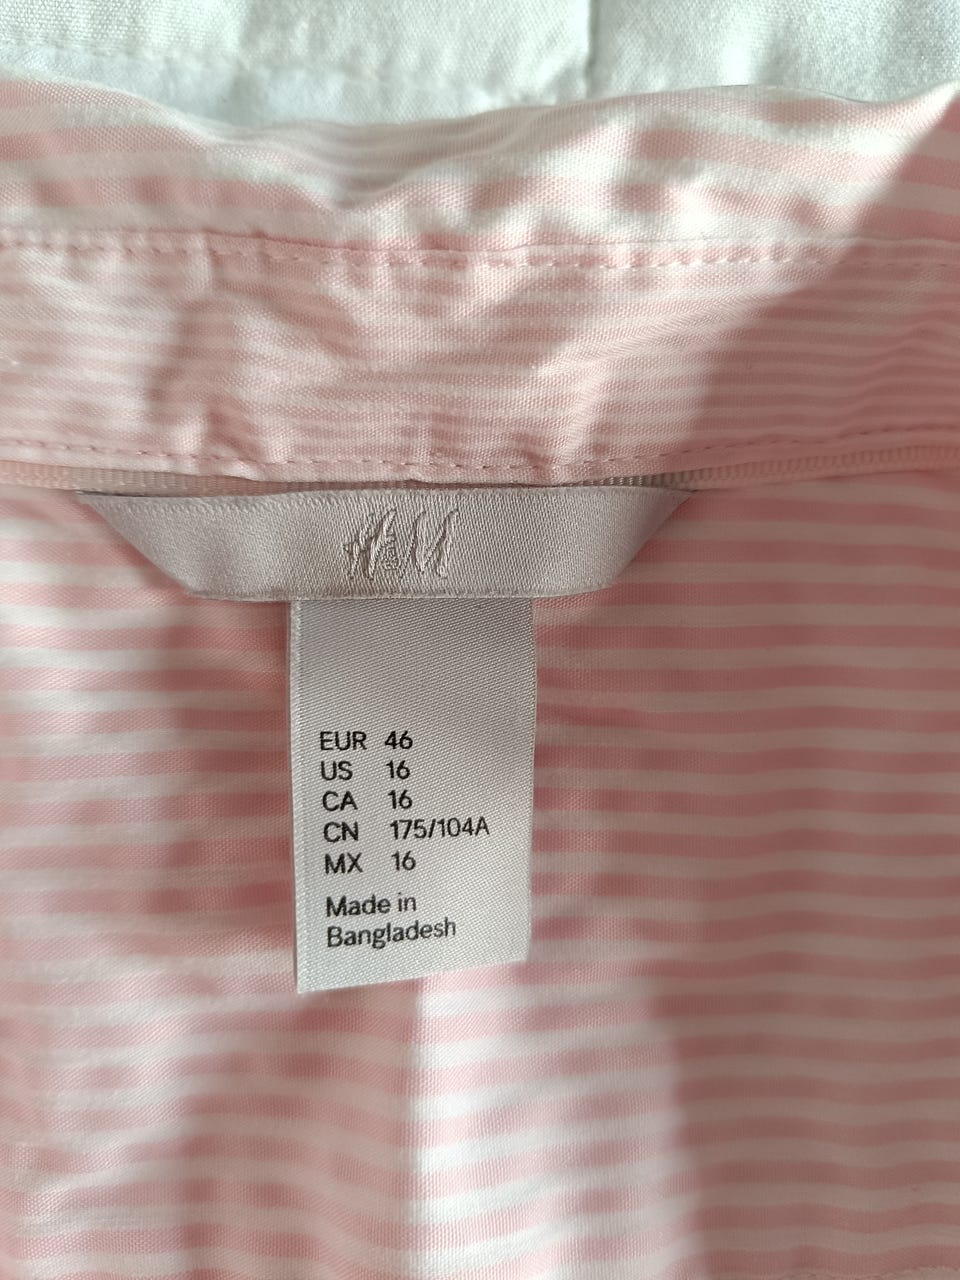 H&M
EUR 46
US 16
CA 16
CN 175/104A
MX 16
Made in
Bangladesh